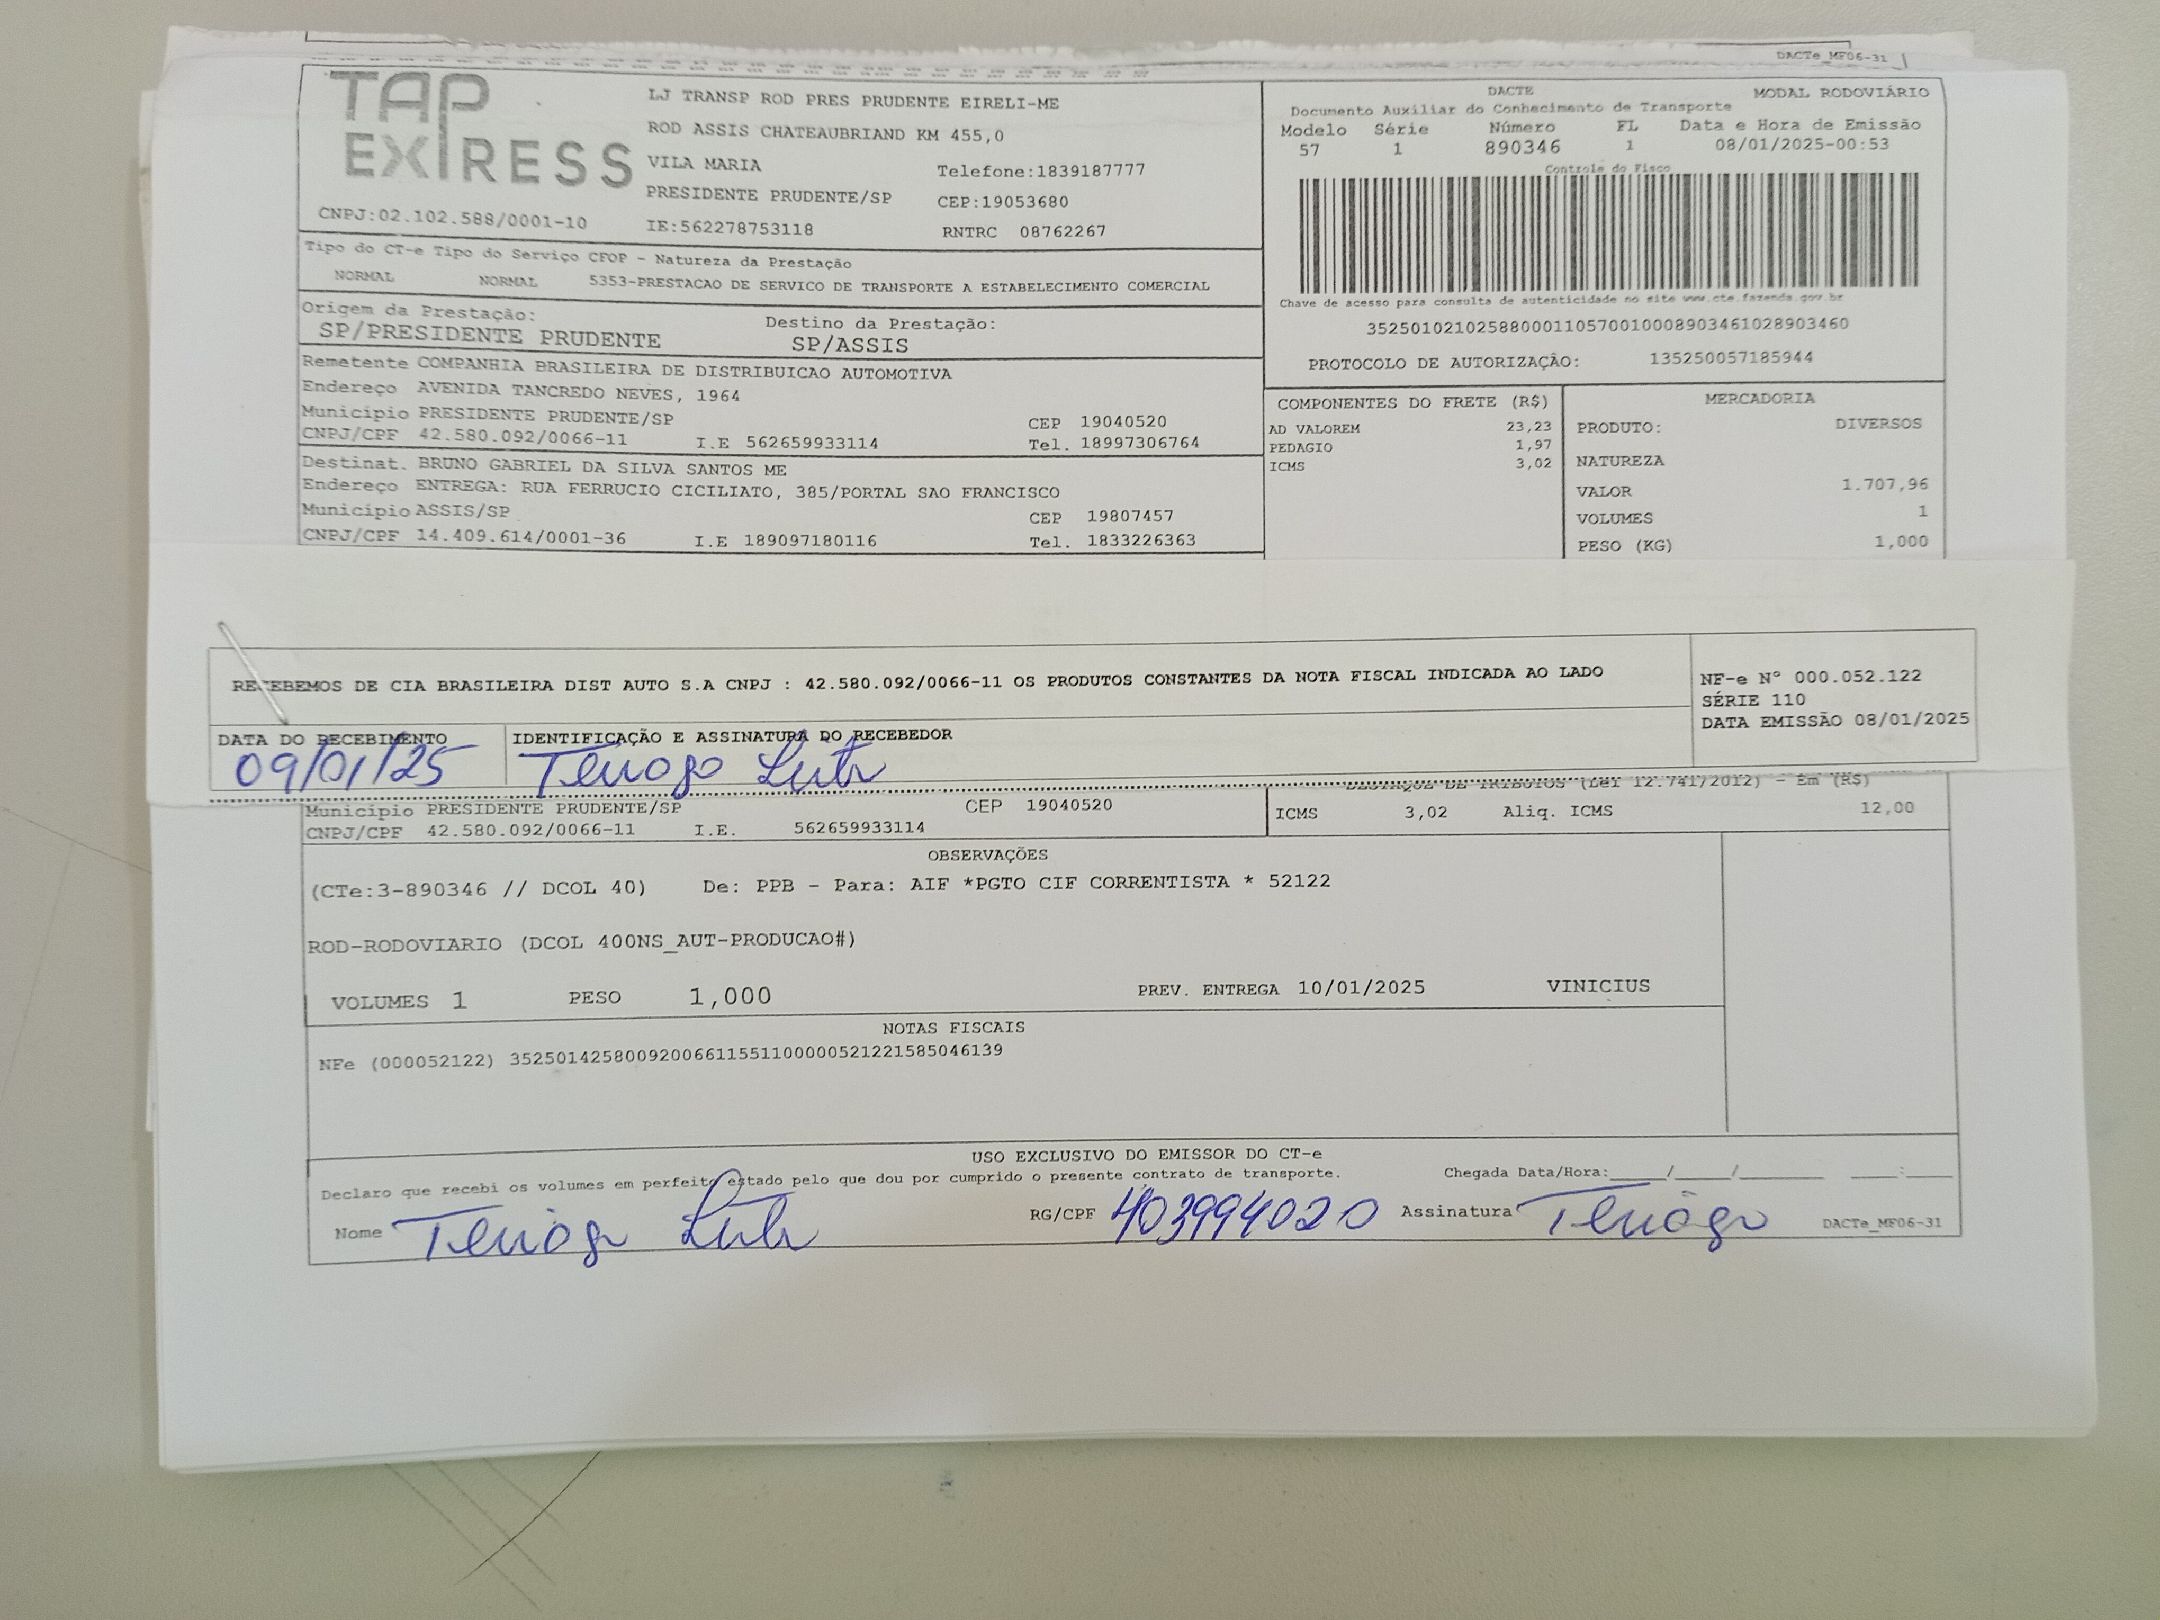 DACTe_MF06-31
TAP
EXPRESS
CNPJ:02.102.588/0001-10
LJ TRANSP ROD PRES PRUDENTE EIRELI-ME
ROD ASSIS CHATEAUBRIAND KM 455,0
VILA MARIA Telefone:1839187777
PRESIDENTE PRUDENTE/SP CEP:19053680
IE:562278753118 RNTRC 08762267
DACTE MODAL RODOVIÁRIO
Documento Auxiliar do Conhecimento de Transporte
Modelo Série Número FL Data e Hora de Emissão
57 1 890346 1 08/01/2025-00:53
Controle do Fisco
Chave de acesso para consulta de autenticidade no site www.cte.fazenda.gov.br
35250102102588000110570010008903461028903460
PROTOCOLO DE AUTORIZAÇÃO: 135250057185944
Tipo do CT-e Tipo do Serviço CFOP - Natureza da Prestação
NORMAL NORMAL 5353-PRESTACAO DE SERVICO DE TRANSPORTE A ESTABELECIMENTO COMERCIAL
Origem da Prestação: Destino da Prestação:
SP/PRESIDENTE PRUDENTE SP/ASSIS
Remetente COMPANHIA BRASILEIRA DE DISTRIBUICAO AUTOMOTIVA
Endereço AVENIDA TANCREDO NEVES, 1964
Município PRESIDENTE PRUDENTE/SP CEP 19040520
CNPJ/CPF 42.580.092/0066-11 I.E 562659933114 Tel. 18997306764
Destinat. BRUNO GABRIEL DA SILVA SANTOS ME
Endereço ENTREGA: RUA FERRUCIO CICILIATO, 385/PORTAL SAO FRANCISCO
Município ASSIS/SP CEP 19807457
CNPJ/CPF 14.409.614/0001-36 I.E 189097180116 Tel. 1833226363
COMPONENTES DO FRETE (R$)
AD VALOREM 23,23
PEDAGIO 1,97
ICMS 3,02
MERCADORIA
PRODUTO: DIVERSOS
NATUREZA
VALOR 1.707,96
VOLUMES 1
PESO (KG) 1,000
RECEBEMOS DE CIA BRASILEIRA DIST AUTO S.A CNPJ : 42.580.092/0066-11 OS PRODUTOS CONSTANTES DA NOTA FISCAL INDICADA AO LADO
NF-e Nº 000.052.122
SÉRIE 110
DATA EMISSÃO 08/01/2025
DATA DO RECEBIMENTO IDENTIFICAÇÃO E ASSINATURA DO RECEBEDOR
09/01/25
DESTAQUE DE TRIBUTOS (Lei 12.741/2012) - Em (R$)
Município PRESIDENTE PRUDENTE/SP CEP 19040520
CNPJ/CPF 42.580.092/0066-11 I.E. 562659933114
ICMS 3,02 Aliq. ICMS 12,00
OBSERVAÇÕES
(CTe:3-890346 // DCOL 40) De: PPB - Para: AIF *PGTO CIF CORRENTISTA * 52122
ROD-RODOVIARIO (DCOL 400NS_AUT-PRODUCAO#)
VOLUMES 1 PESO 1,000 PREV. ENTREGA 10/01/2025 VINICIUS
NOTAS FISCAIS
NFe (000052122) 35250142580092006611551100000521221585046139
USO EXCLUSIVO DO EMISSOR DO CT-e
Declaro que recebi os volumes em perfeito estado pelo que dou por cumprido o presente contrato de transporte. Chegada Data/Hora:____/____/______ ____:____
Nome RG/CPF 403994020 Assinatura DACTe_MF06-31